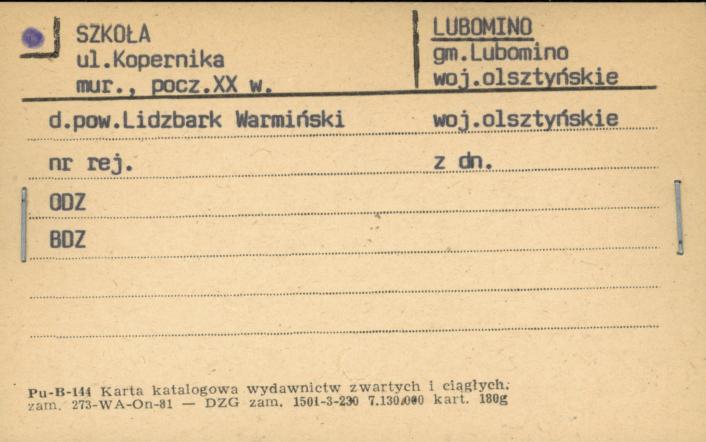 SZKOŁA
ul.Kopernika
mur., pocz.XX w.
LUBOMINO
gm.Lubomino
woj.olsztyńskie
d.pow.Lidzbark Warmiński woj.olsztyńskie
nr rej. z dn.
ODZ
BDZ
Pu-B-144 Karta katalogowa wydawnictw zwartych i ciągłych.
zam. 273-WA-On-81 — DZG zam. 1501-3-230 7.130.000 kart. 180g